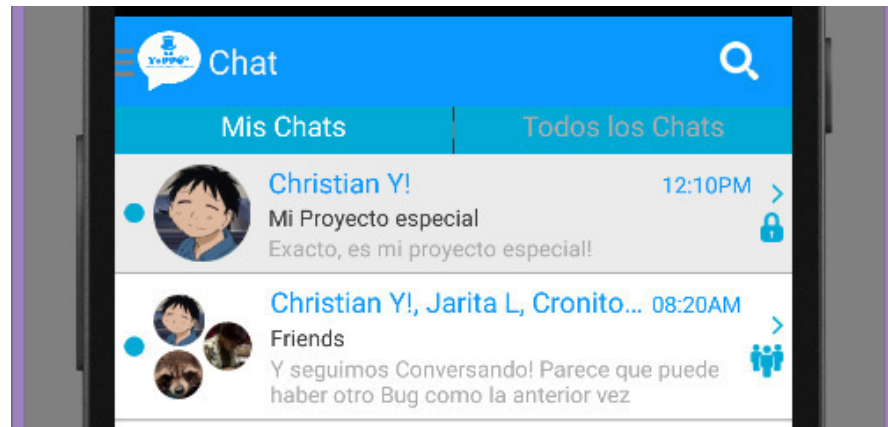 YoPPO
Chat
Mis Chats
Todos los Chats
Christian Y!
12:10PM
Mi Proyecto especial
Exacto, es mi proyecto especial!
Christian Y!, Jarita L, Cronito... 08:20AM
Friends
Y seguimos Conversando! Parece que puede
haber otro Bug como la anterior vez